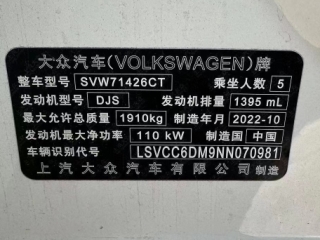 大众汽车(VOLKSWAGEN)牌
整车型号 SVW71426CT 乘坐人数 5
发动机型号 DJS 发动机排量 1395 mL
最大允许总质量 1910kg 制造年月 2022-10
发动机最大净功率 110 kW 制造国 中国
车辆识别代号 LSVCC6DM9NN070981
上汽大众汽车有限公司 制造